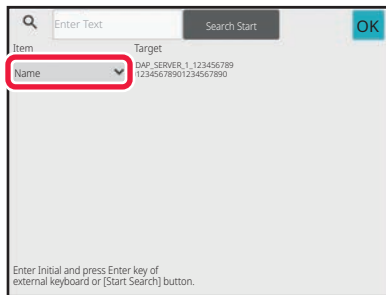 Enter Text
Search Start
OK
Item
Target
Name
DAP_SERVER_1_123456789
12345678901234567890
Enter Initial and press Enter key of
external keyboard or [Start Search] button.